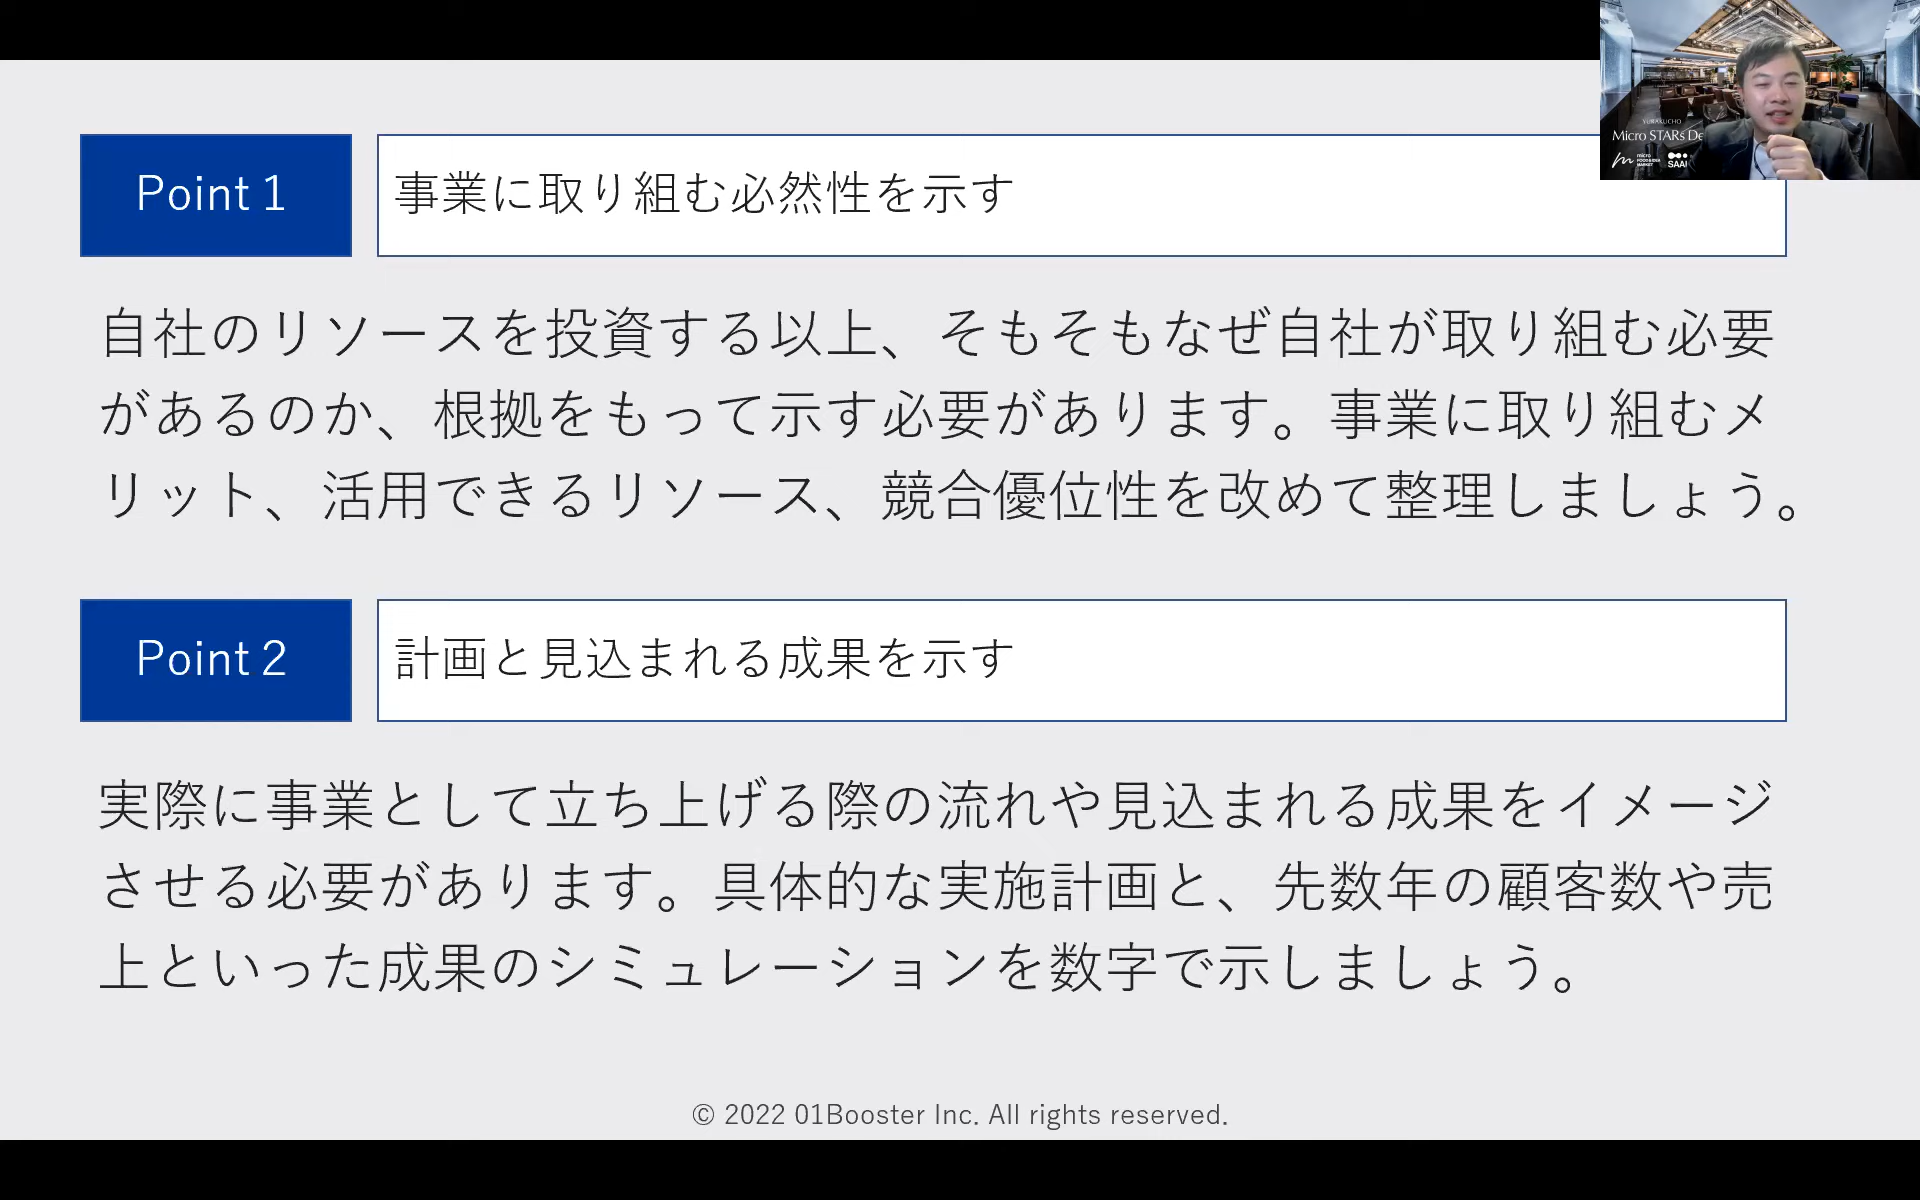 YURAKUCHO
Micro STARs De
micro
FOOD&IDEA
MARKET
SAAI
Point 1
事業に取り組む必然性を示す
自社のリソースを投資する以上、そもそもなぜ自社が取り組む必要
があるのか、根拠をもって示す必要があります。事業に取り組むメ
リット、活用できるリソース、競合優位性を改めて整理しましょう。
Point 2
計画と見込まれる成果を示す
実際に事業として立ち上げる際の流れや見込まれる成果をイメージ
させる必要があります。具体的な実施計画と、先数年の顧客数や売
上といった成果のシミュレーションを数字で示しましょう。
© 2022 01Booster Inc. All rights reserved.